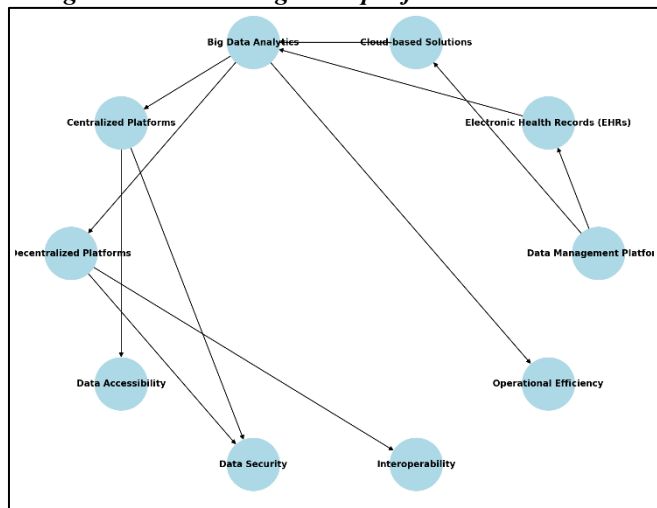 Big Data Analytics
Cloud-based Solutions
Centralized Platforms
Electronic Health Records (EHRs)
Decentralized Platforms
Data Management Platfor
Data Accessibility
Operational Efficiency
Data Security
Interoperability